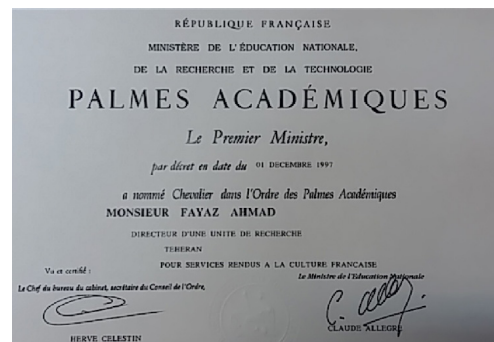 RÉPUBLIQUE FRANÇAISE
MINISTÈRE DE L'ÉDUCATION NATIONALE,
DE LA RECHERCHE ET DE LA TECHNOLOGIE
PALMES ACADÉMIQUES
Le Premier Ministre,
par décret en date du 01 DECEMBRE 1997
a nommé Chevalier dans l'Ordre des Palmes Académiques
MONSIEUR FAYAZ AHMAD
DIRECTEUR D'UNE UNITE DE RECHERCHE
TEHERAN
POUR SERVICES RENDUS A LA CULTURE FRANÇAISE
Vu et certifié :
Le Chef du bureau du cabinet, secrétaire du Conseil de l'Ordre,
HERVE CELESTIN
Le Ministre de l'Education Nationale
CLAUDE ALLEGRE